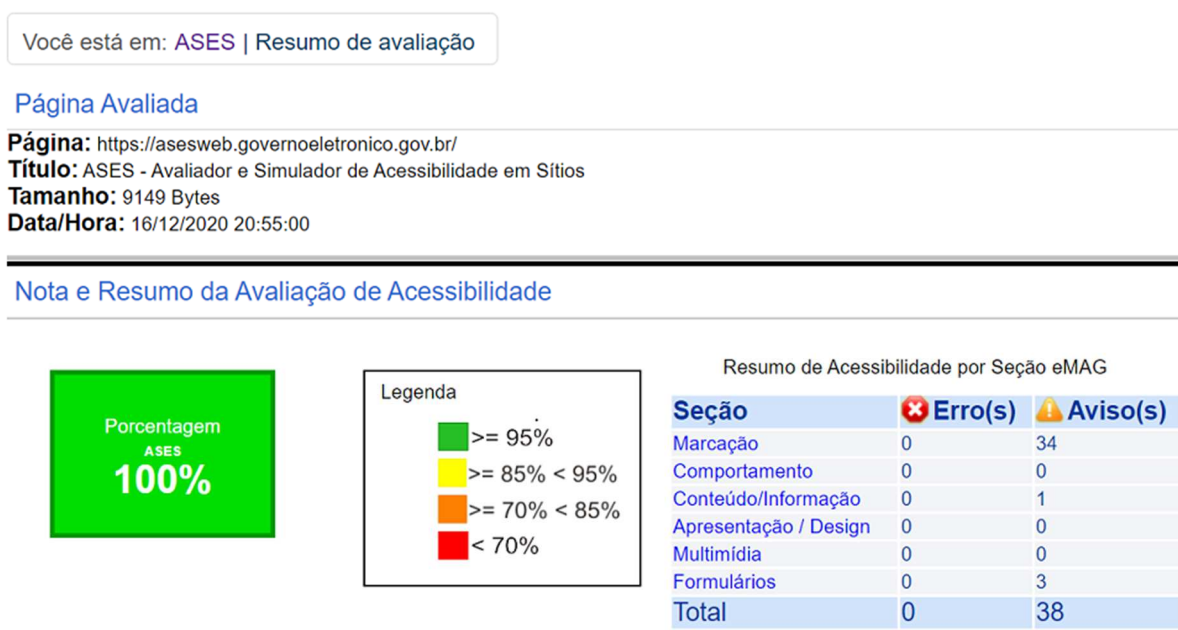 Você está em: ASES | Resumo de avaliação
Página Avaliada
Página: https://asesweb.governoeletronico.gov.br/
Título: ASES - Avaliador e Simulador de Acessibilidade em Sítios
Tamanho: 9149 Bytes
Data/Hora: 16/12/2020 20:55:00
Nota e Resumo da Avaliação de Acessibilidade
Porcentagem
ASES
100%
Legenda
>= 95%
>= 85% < 95%
>= 70% < 85%
< 70%
Resumo de Acessibilidade por Seção eMAG
Seção Erro(s) Aviso(s)
Marcação 0 34
Comportamento 0 0
Conteúdo/Informação 0 1
Apresentação / Design 0 0
Multimídia 0 0
Formulários 0 3
Total 0 38